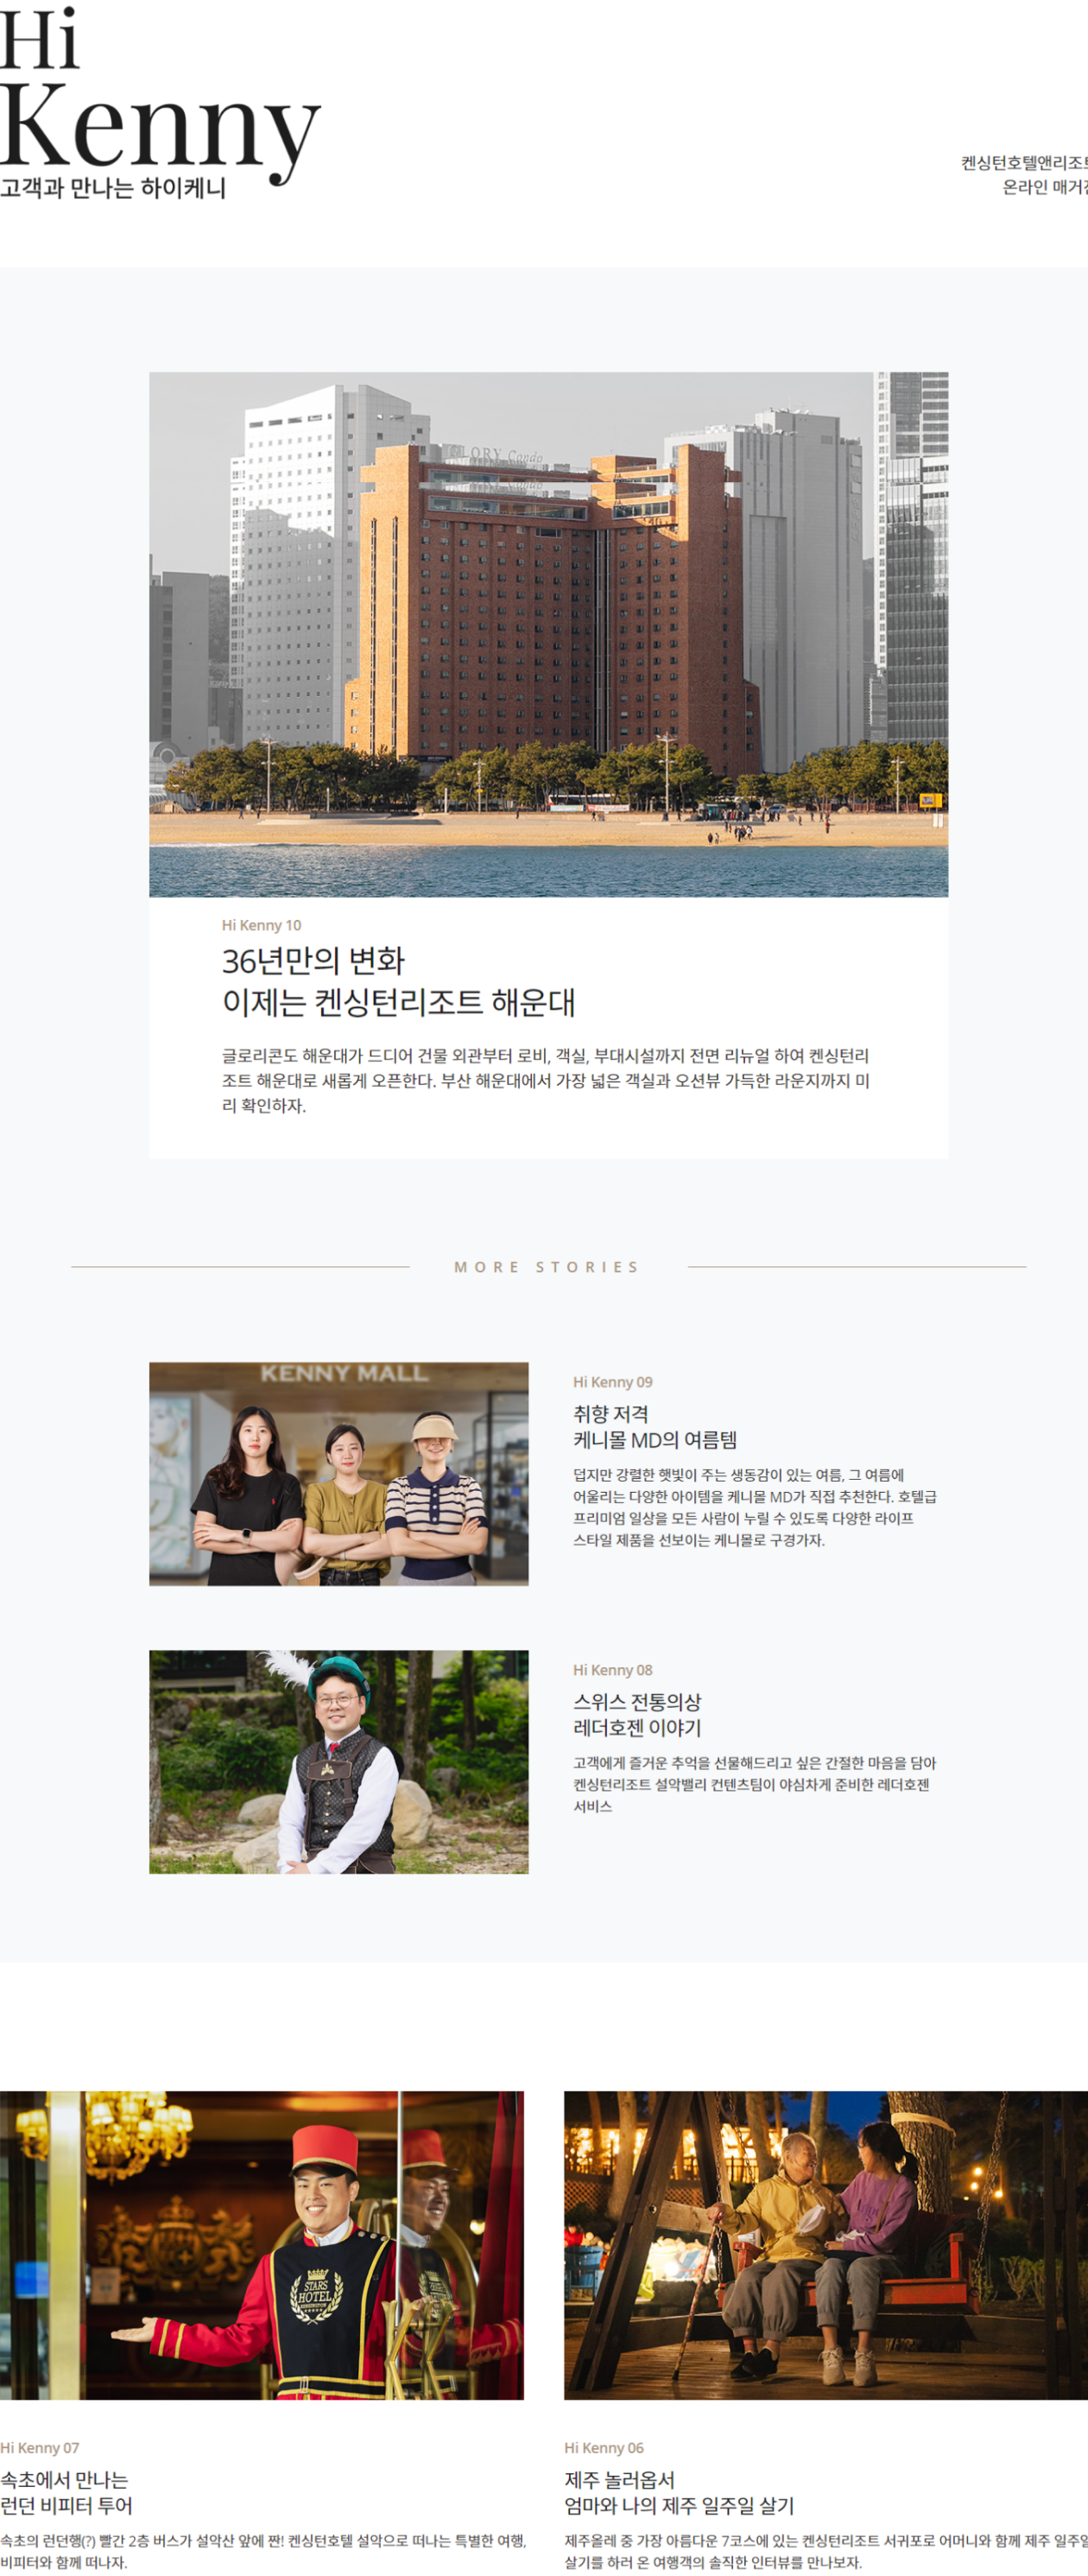 Hi
Kenny
고객과 만나는 하이케니
켄싱턴호텔앤리조트
온라인 매거진
GLORY Condo
Hi Kenny 10
36년만의 변화
이제는 켄싱턴리조트 해운대
글로리콘도 해운대가 드디어 건물 외관부터 로비, 객실, 부대시설까지 전면 리뉴얼 하여 켄싱턴리
조트 해운대로 새롭게 오픈한다. 부산 해운대에서 가장 넓은 객실과 오션뷰 가득한 라운지까지 미
리 확인하자.
MORE STORIES
KENNY MALL
Hi Kenny 09
취향 저격
케니몰 MD의 여름템
덥지만 강렬한 햇빛이 주는 생동감이 있는 여름, 그 여름에
어울리는 다양한 아이템을 케니몰 MD가 직접 추천한다. 호텔급
프리미엄 일상을 모든 사람이 누릴 수 있도록 다양한 라이프
스타일 제품을 선보이는 케니몰로 구경가자.
Hi Kenny 08
스위스 전통의상
레더호젠 이야기
고객에게 즐거운 추억을 선물해드리고 싶은 간절한 마음을 담아
켄싱턴리조트 설악밸리 컨텐츠팀이 야심차게 준비한 레더호젠
서비스
STARS
HOTEL
Hi Kenny 07
속초에서 만나는
런던 비피터 투어
속초의 런던행(?) 빨간 2층 버스가 설악산 앞에 짠! 켄싱턴호텔 설악으로 떠나는 특별한 여행,
비피터와 함께 떠나자.
Hi Kenny 06
제주 놀러옵서
엄마와 나의 제주 일주일 살기
제주올레 중 가장 아름다운 7코스에 있는 켄싱턴리조트 서귀포로 어머니와 함께 제주 일주일
살기를 하러 온 여행객의 솔직한 인터뷰를 만나보자.